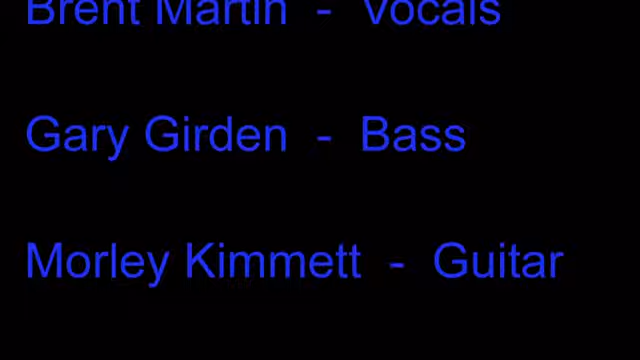 Brent Martin - Vocals
Gary Girden - Bass
Morley Kimmett - Guitar